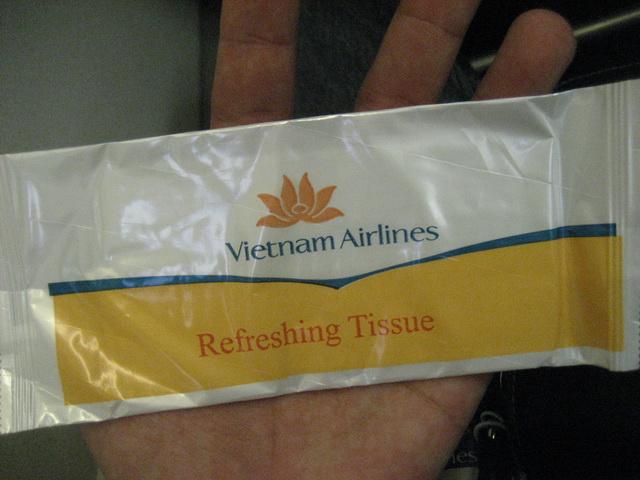 Vietnam Airlines
Refreshing Tissue